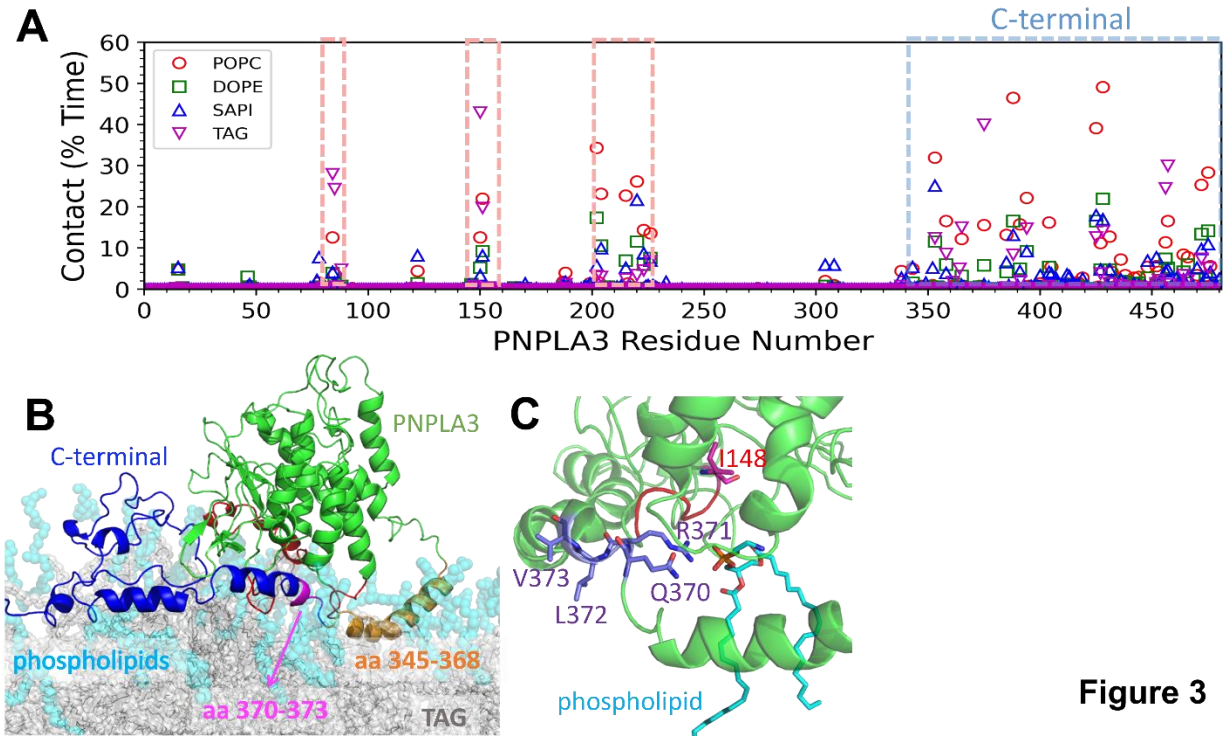 A
C-terminal
60
50
40
30
20
10
0
Contact (% Time)
POPC
DOPE
SAPI
TAG
0 50 100 150 200 250 300 350 400 450
PNPLA3 Residue Number
B
PNPLA3
C-terminal
phospholipids
aa 345-368
aa 370-373
TAG
C
I148
R371
V373
Q370
L372
phospholipid
Figure 3